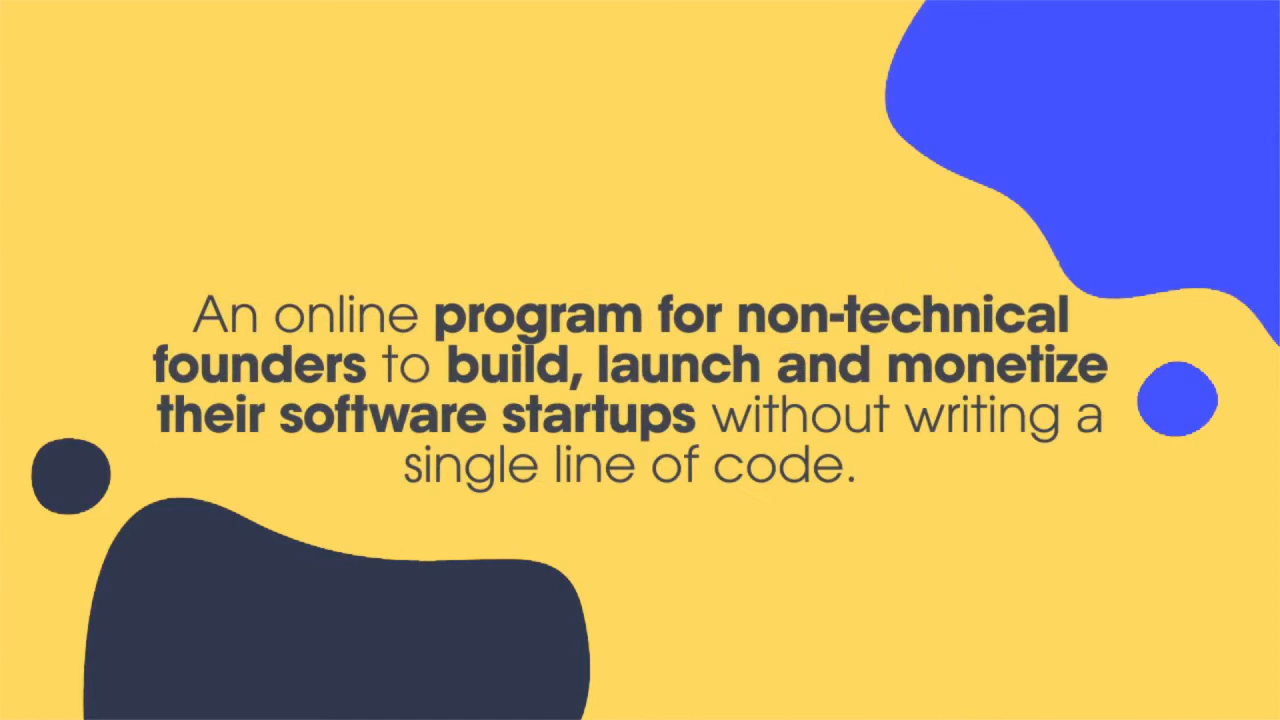 An online program for non-technical
founders to build, launch and monetize
their software startups without writing a
single line of code.